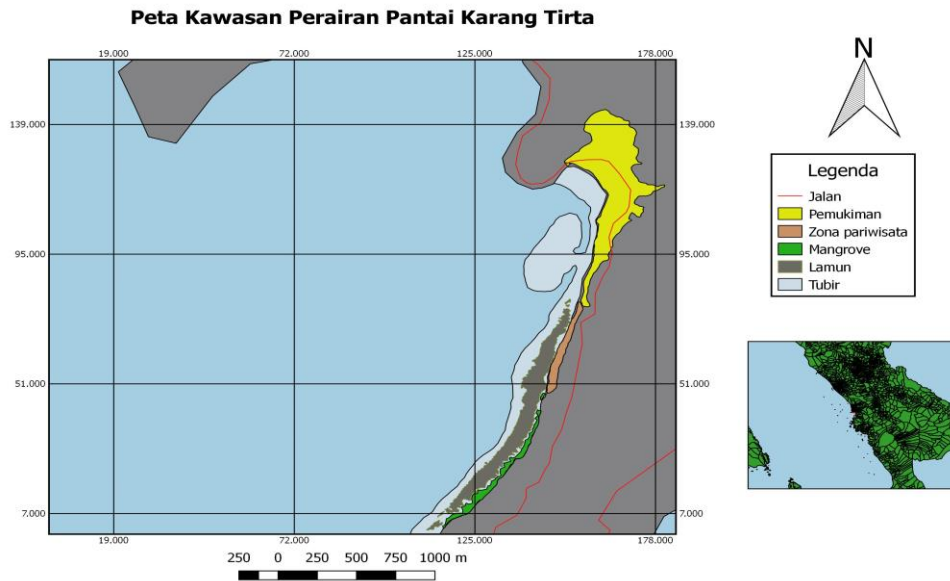 Peta Kawasan Perairan Pantai Karang Tirta
19.000 72.000 125.000 178.000
N
139.000 139.000
Legenda
Jalan
Pemukiman
Zona pariwisata
Mangrove
Lamun
Tubir
95.000 95.000
51.000 51.000
7.000 7.000
19.000 72.000 125.000 178.000
250 0 250 500 750 1000 m